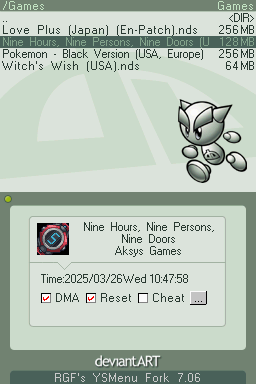 /Games Games
.. <DIR>
Love Plus (Japan) (En-Patch).nds 256MB
Nine Hours, Nine Persons, Nine Doors (U 128MB
Pokemon - Black Version (USA, Europe) 256MB
Witch's Wish (USA).nds 64MB
Nine Hours, Nine Persons,
Nine Doors
Aksys Games
Time:2025/03/26Wed 10:47:58
DMA Reset Cheat ...
deviantART
RGF's YSMenu Fork 7.06